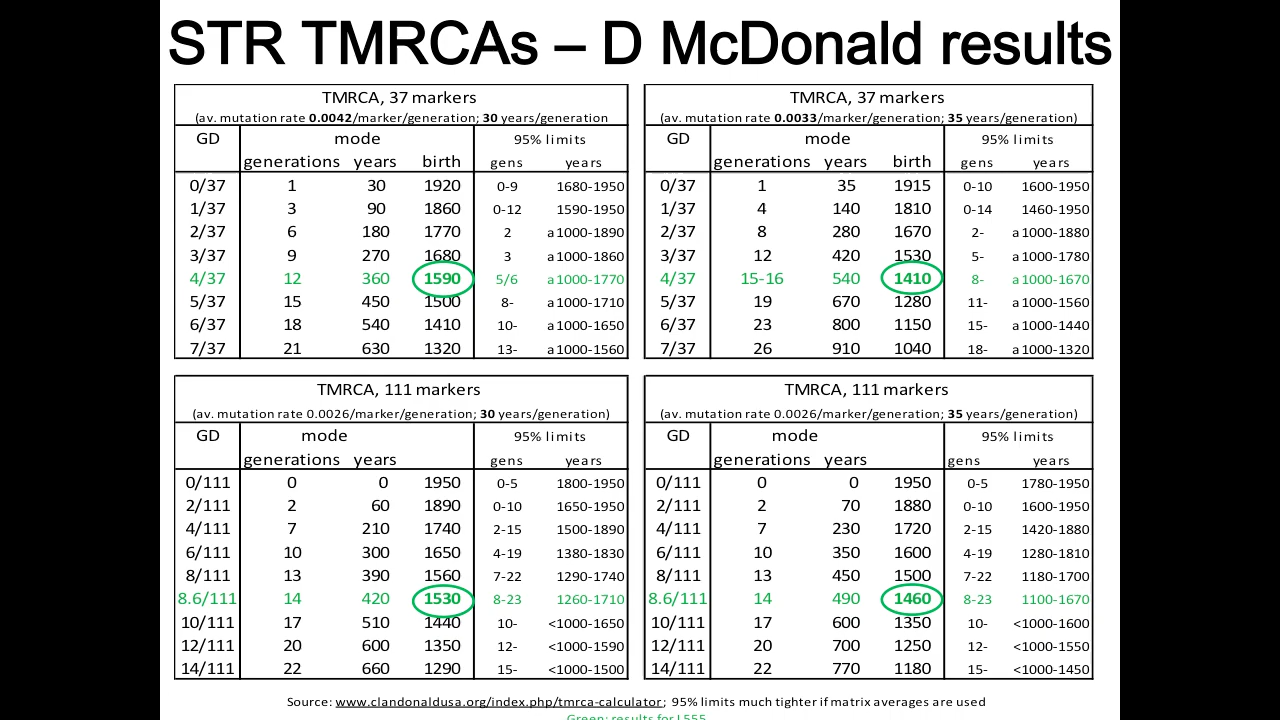 STR TMRCAs – D McDonald results
TMRCA, 37 markers
(av. mutation rate 0.0042/marker/generation; 30 years/generation
GD mode 95% limits
generations years birth gens years
0/37 1 30 1920 0-9 1680-1950
1/37 3 90 1860 0-12 1590-1950
2/37 6 180 1770 2 a1000-1890
3/37 9 270 1680 3 a1000-1860
4/37 12 360 1590 5/6 a1000-1770
5/37 15 450 1500 8- a1000-1710
6/37 18 540 1410 10- a1000-1650
7/37 21 630 1320 13- a1000-1560
TMRCA, 37 markers
(av. mutation rate 0.0033/marker/generation; 35 years/generation)
GD mode 95% limits
generations years birth gens years
0/37 1 35 1915 0-10 1600-1950
1/37 4 140 1810 0-14 1460-1950
2/37 8 280 1670 2- a1000-1880
3/37 12 420 1530 5- a1000-1780
4/37 15-16 540 1410 8- a1000-1670
5/37 19 670 1280 11- a1000-1560
6/37 23 800 1150 15- a1000-1440
7/37 26 910 1040 18- a1000-1320
TMRCA, 111 markers
(av. mutation rate 0.0026/marker/generation; 30 years/generation)
GD mode 95% limits
generations years gens years
0/111 0 0 1950 0-5 1800-1950
2/111 2 60 1890 0-10 1650-1950
4/111 7 210 1740 2-15 1500-1890
6/111 10 300 1650 4-19 1380-1830
8/111 13 390 1560 7-22 1290-1740
8.6/111 14 420 1530 8-23 1260-1710
10/111 17 510 1440 10- <1000-1650
12/111 20 600 1350 12- <1000-1590
14/111 22 660 1290 15- <1000-1500
TMRCA, 111 markers
(av. mutation rate 0.0026/marker/generation; 35 years/generation)
GD mode 95% limits
generations years gens years
0/111 0 0 1950 0-5 1780-1950
2/111 2 70 1880 0-10 1600-1950
4/111 7 230 1720 2-15 1420-1880
6/111 10 350 1600 4-19 1280-1810
8/111 13 450 1500 7-22 1180-1700
8.6/111 14 490 1460 8-23 1100-1670
10/111 17 600 1350 10- <1000-1600
12/111 20 700 1250 12- <1000-1550
14/111 22 770 1180 15- <1000-1450
Source: www.clandonaldusa.org/index.php/tmrca-calculator; 95% limits much tighter if matrix averages are used
Green: results for L555